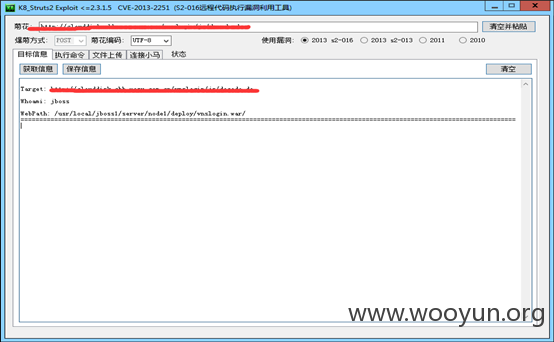 K8_Struts2 Exploit <=2.3.1.5 CVE-2013-2251 (S2-016远程代码执行漏洞利用工具)
菊花:
清空并粘贴
爆菊方式: POST 菊花编码: UTF-8 使用漏洞: 2013 s2-016 2013 s2-013 2011 2010
目标信息 执行命令 文件上传 连接小马 状态
获取信息 保存信息 清空
Target:
Whoami: jboss
WebPath: /usr/local/jboss1/server/node1/deploy/vnslogin.war/
www.wooyun.org